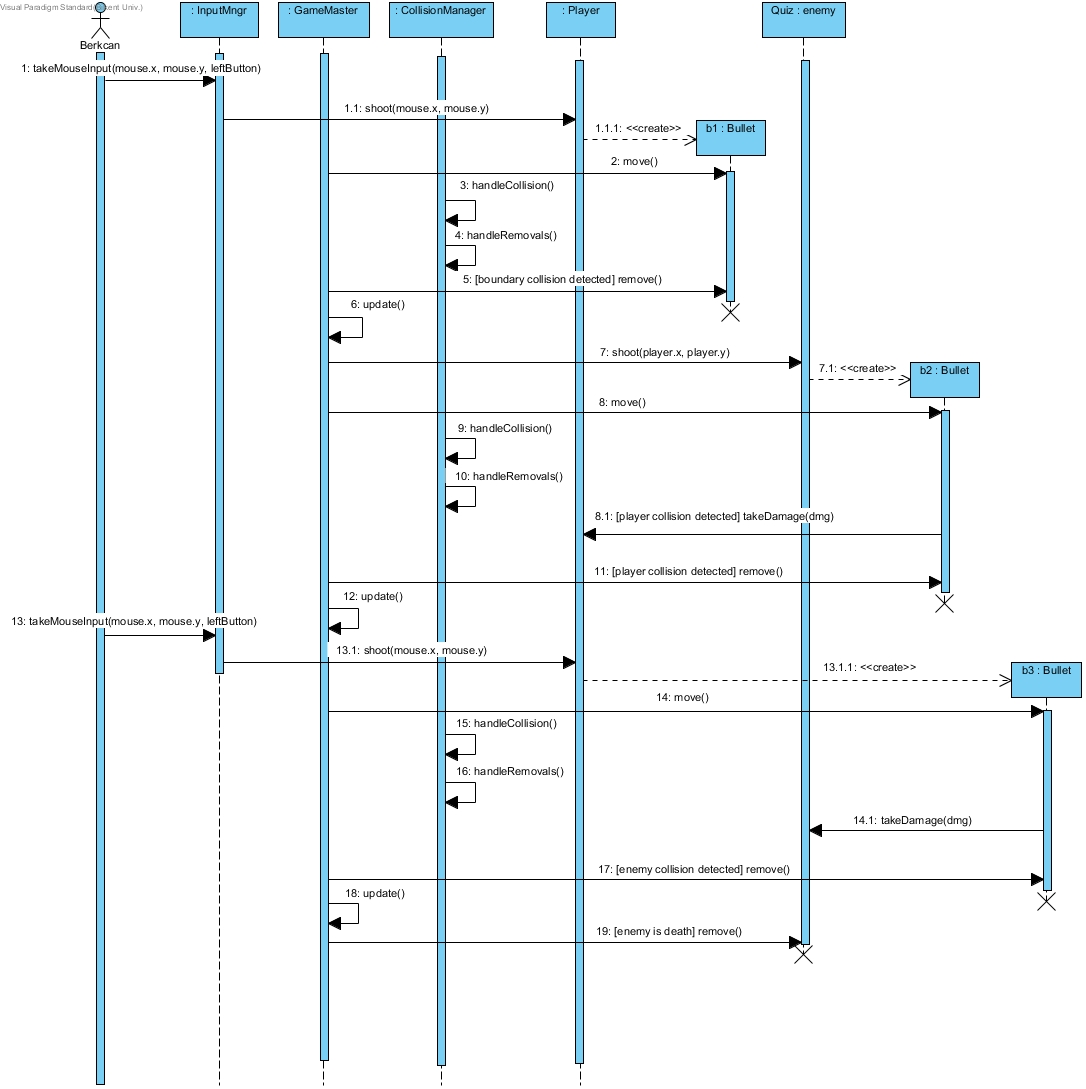 Visual Paradigm Standard(
ent Univ.)
Berkcan
: InputMngr
: GameMaster
: CollisionManager
: Player
Quiz : enemy
1: takeMouseInput(mouse.x, mouse.y, leftButton)
1.1: shoot(mouse.x, mouse.y)
1.1.1: <<create>>
b1 : Bullet
2: move()
3: handleCollision()
4: handleRemovals()
5: [boundary collision detected] remove()
6: update()
7: shoot(player.x, player.y)
7.1: <<create>>
b2 : Bullet
8: move()
9: handleCollision()
10: handleRemovals()
8.1: [player collision detected] takeDamage(dmg)
11: [player collision detected] remove()
12: update()
13: takeMouseInput(mouse.x, mouse.y, leftButton)
13.1: shoot(mouse.x, mouse.y)
13.1.1: <<create>>
b3 : Bullet
14: move()
15: handleCollision()
16: handleRemovals()
14.1: takeDamage(dmg)
17: [enemy collision detected] remove()
18: update()
19: [enemy is death] remove()